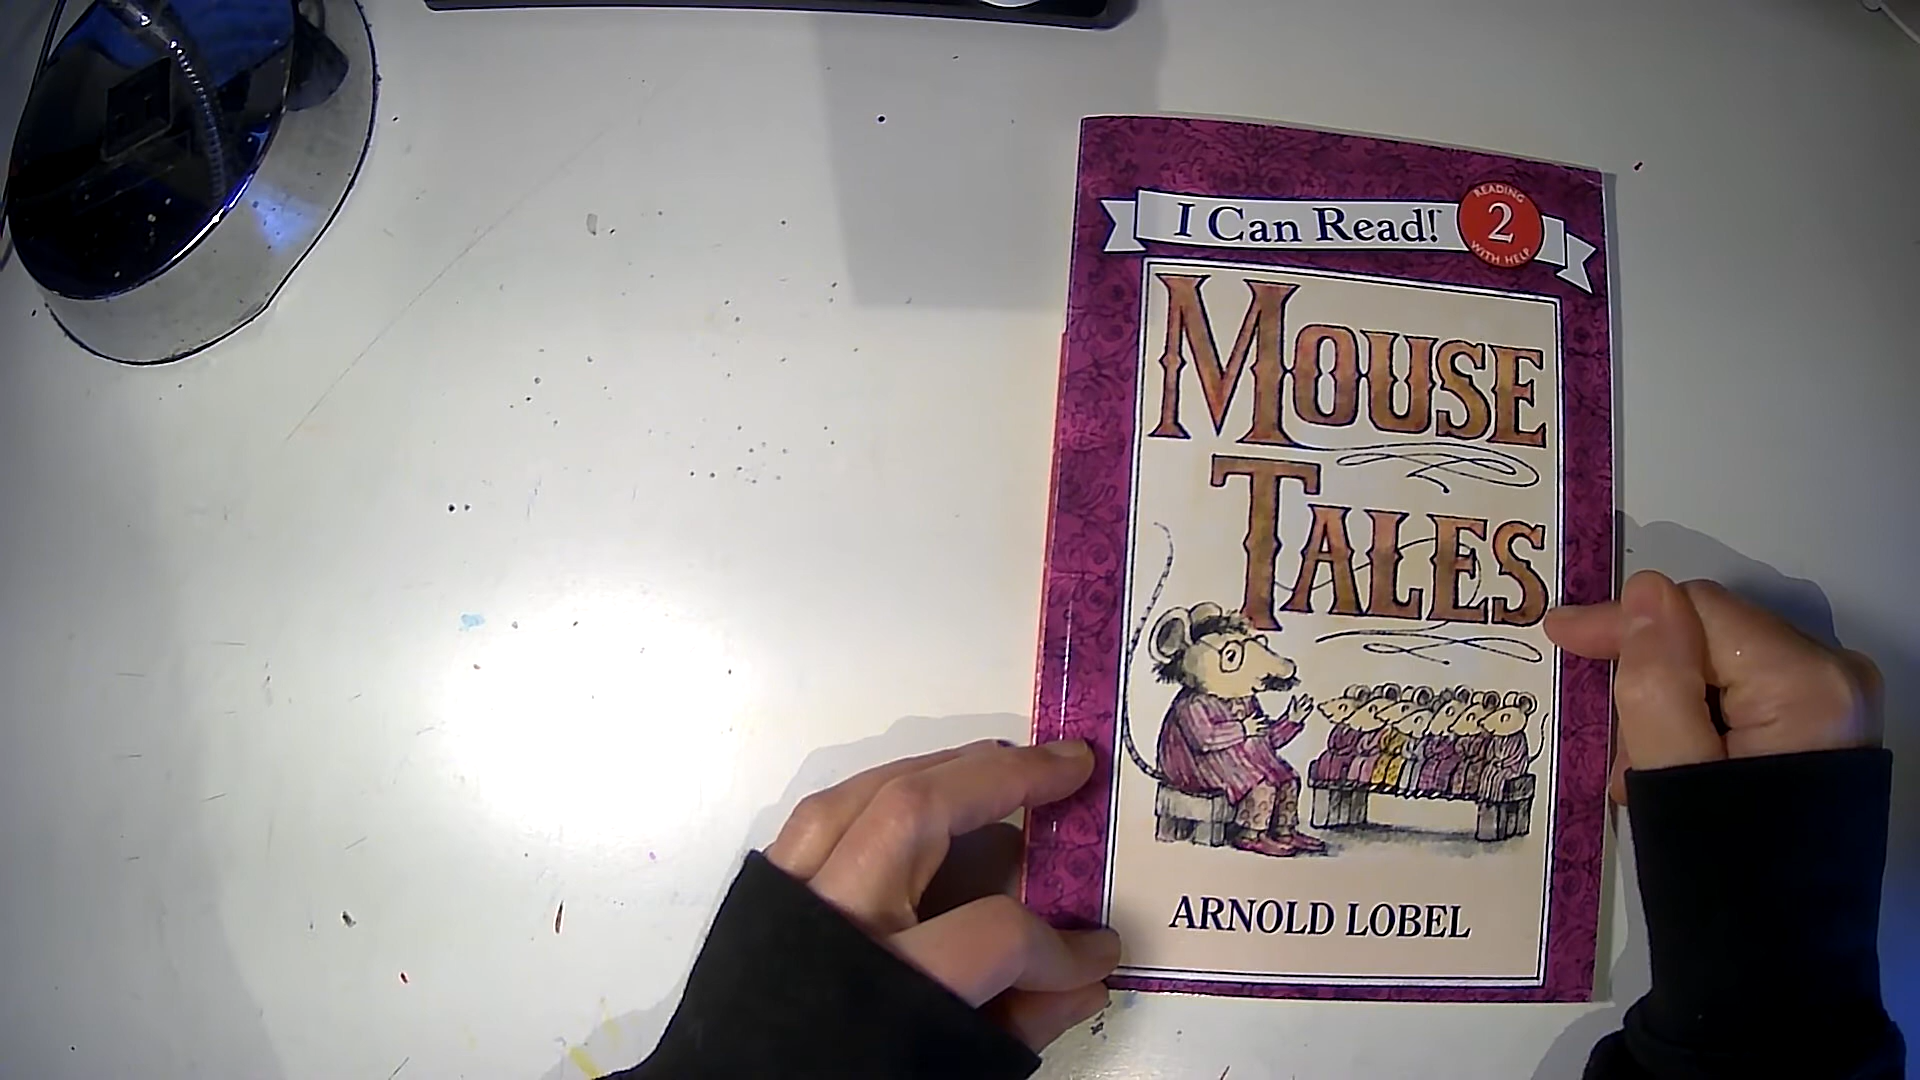 I Can Read!
READING
2
WITH HELP
MOUSE
TALES
ARNOLD LOBEL